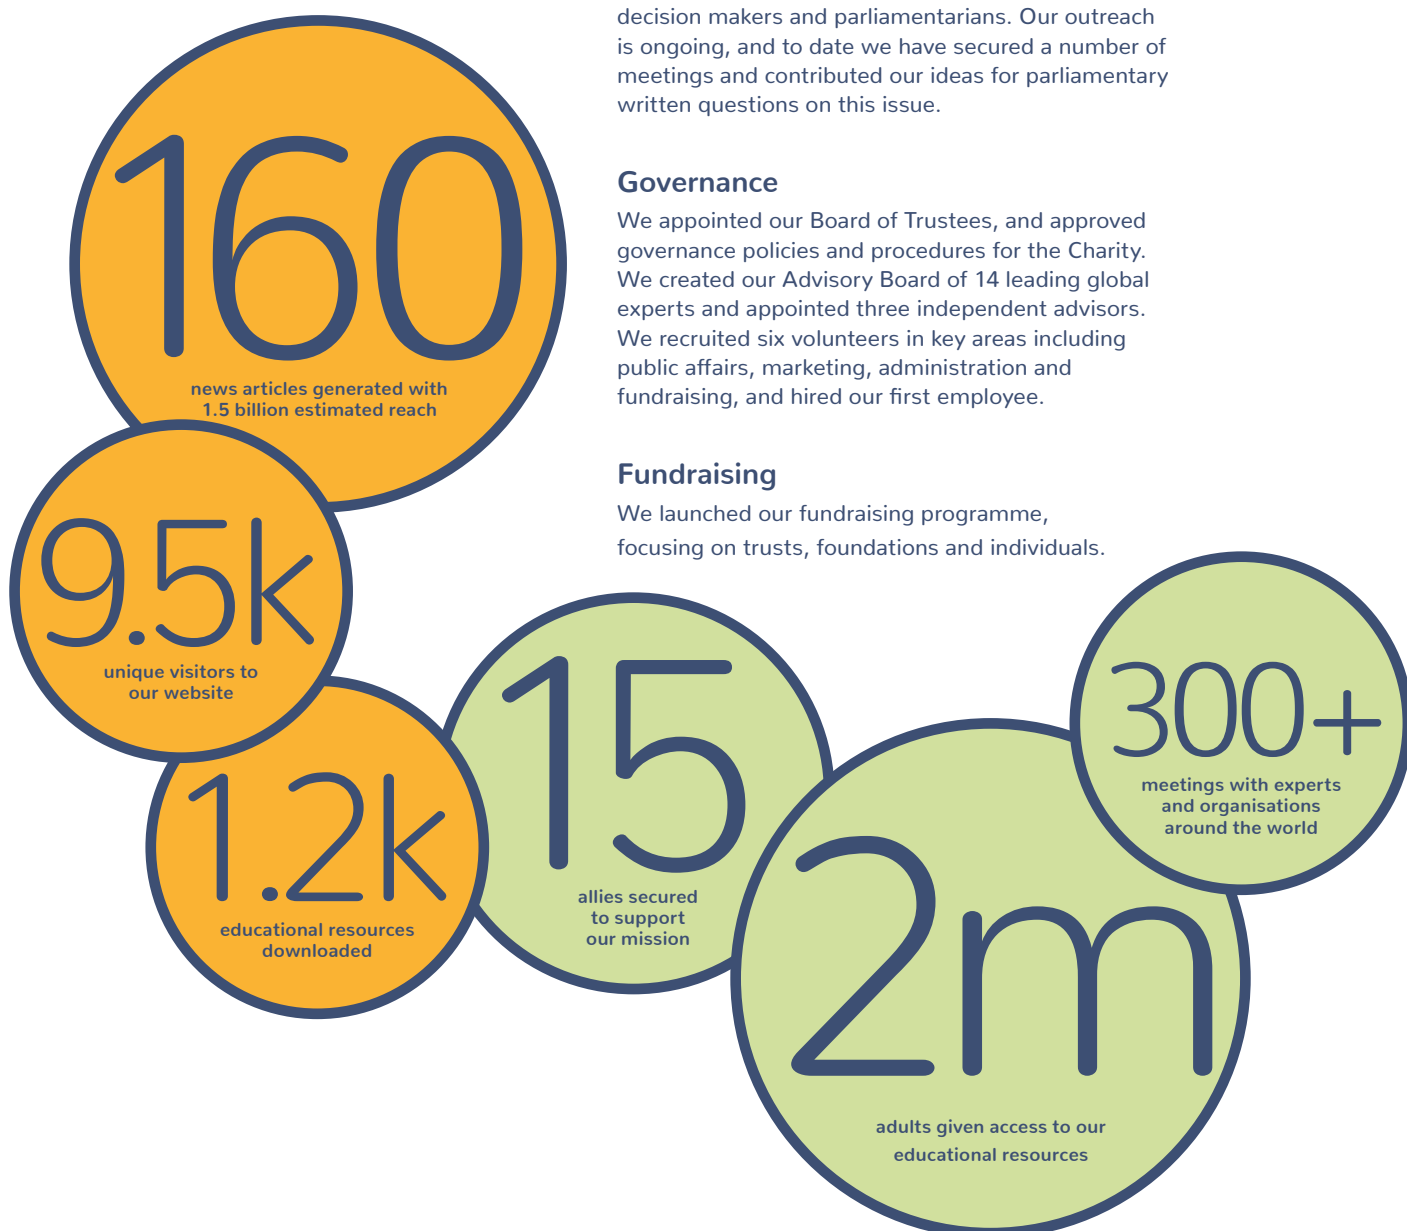 decision makers and parliamentarians. Our outreach
is ongoing, and to date we have secured a number of
meetings and contributed our ideas for parliamentary
written questions on this issue.
Governance
We appointed our Board of Trustees, and approved
governance policies and procedures for the Charity.
We created our Advisory Board of 14 leading global
experts and appointed three independent advisors.
We recruited six volunteers in key areas including
public affairs, marketing, administration and
fundraising, and hired our first employee.
Fundraising
We launched our fundraising programme,
focusing on trusts, foundations and individuals.
160
news articles generated with
1.5 billion estimated reach
9.5k
unique visitors to
our website
1.2k
educational resources
downloaded
15
allies secured
to support
our mission
2m
adults given access to our
educational resources
300+
meetings with experts
and organisations
around the world